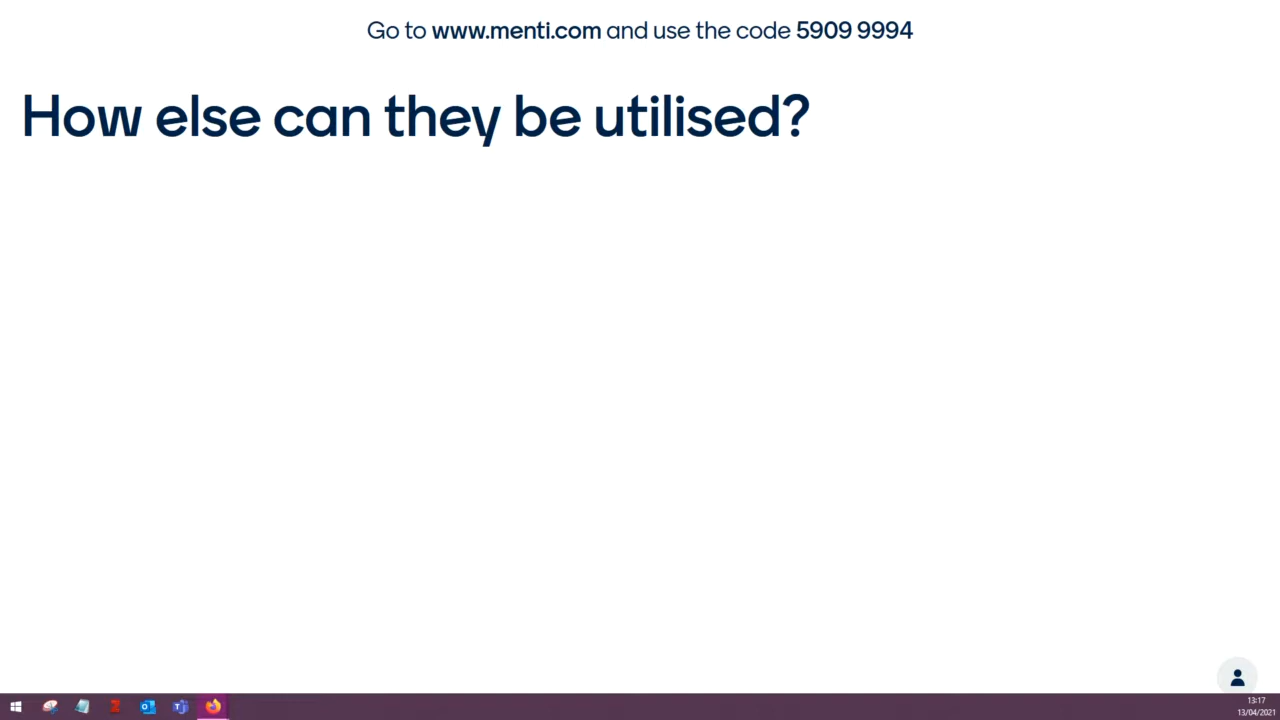 Go to www.menti.com and use the code 5909 9994
How else can they be utilised?
13:17
13/04/2021